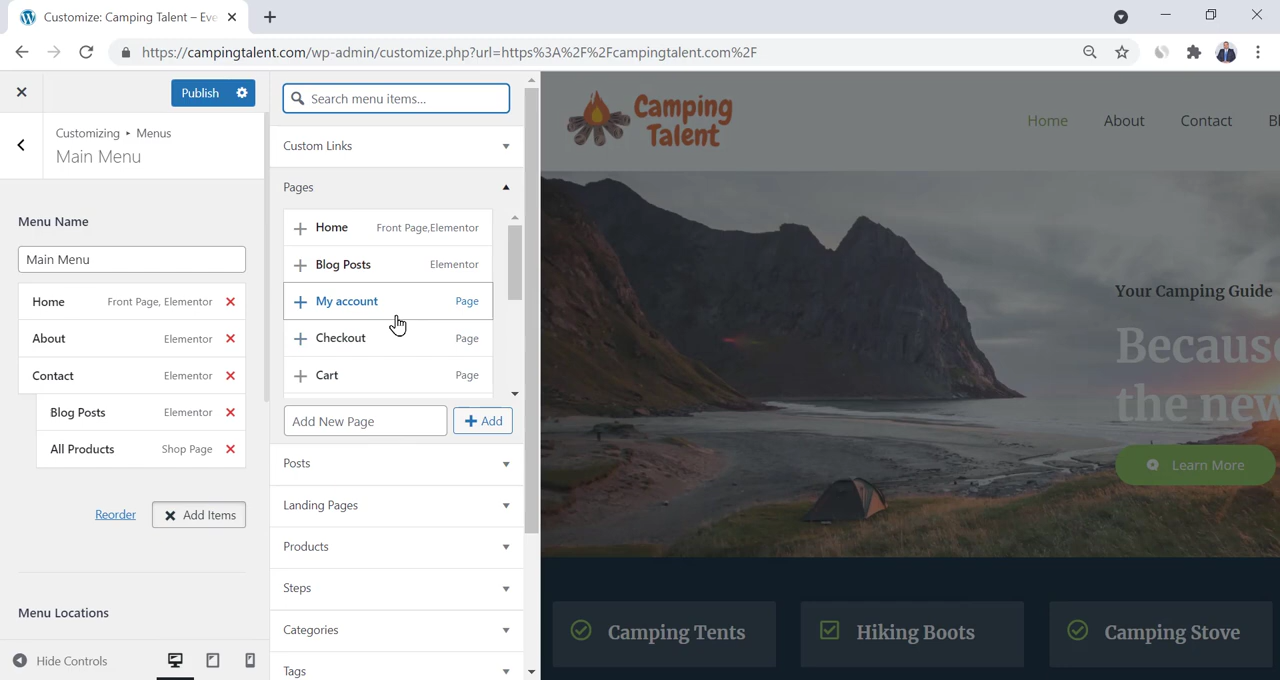 Customize: Camping Talent – Eve
https://campingtalent.com/wp-admin/customize.php?url=https%3A%2F%2Fcampingtalent.com%2F
Publish
Customizing ▸ Menus
Main Menu
Menu Name
Main Menu
Home Front Page, Elementor
About Elementor
Contact Elementor
Blog Posts Elementor
All Products Shop Page
Reorder Add Items
Menu Locations
Hide Controls
Search menu items...
Custom Links
Pages
Home Front Page,Elementor
Blog Posts Elementor
My account Page
Checkout Page
Cart Page
Add New Page Add
Posts
Landing Pages
Products
Steps
Categories
Tags
Camping
Talent
Home About Contact Bl
Your Camping Guide
Because
the new
Learn More
Camping Tents Hiking Boots Camping Stove